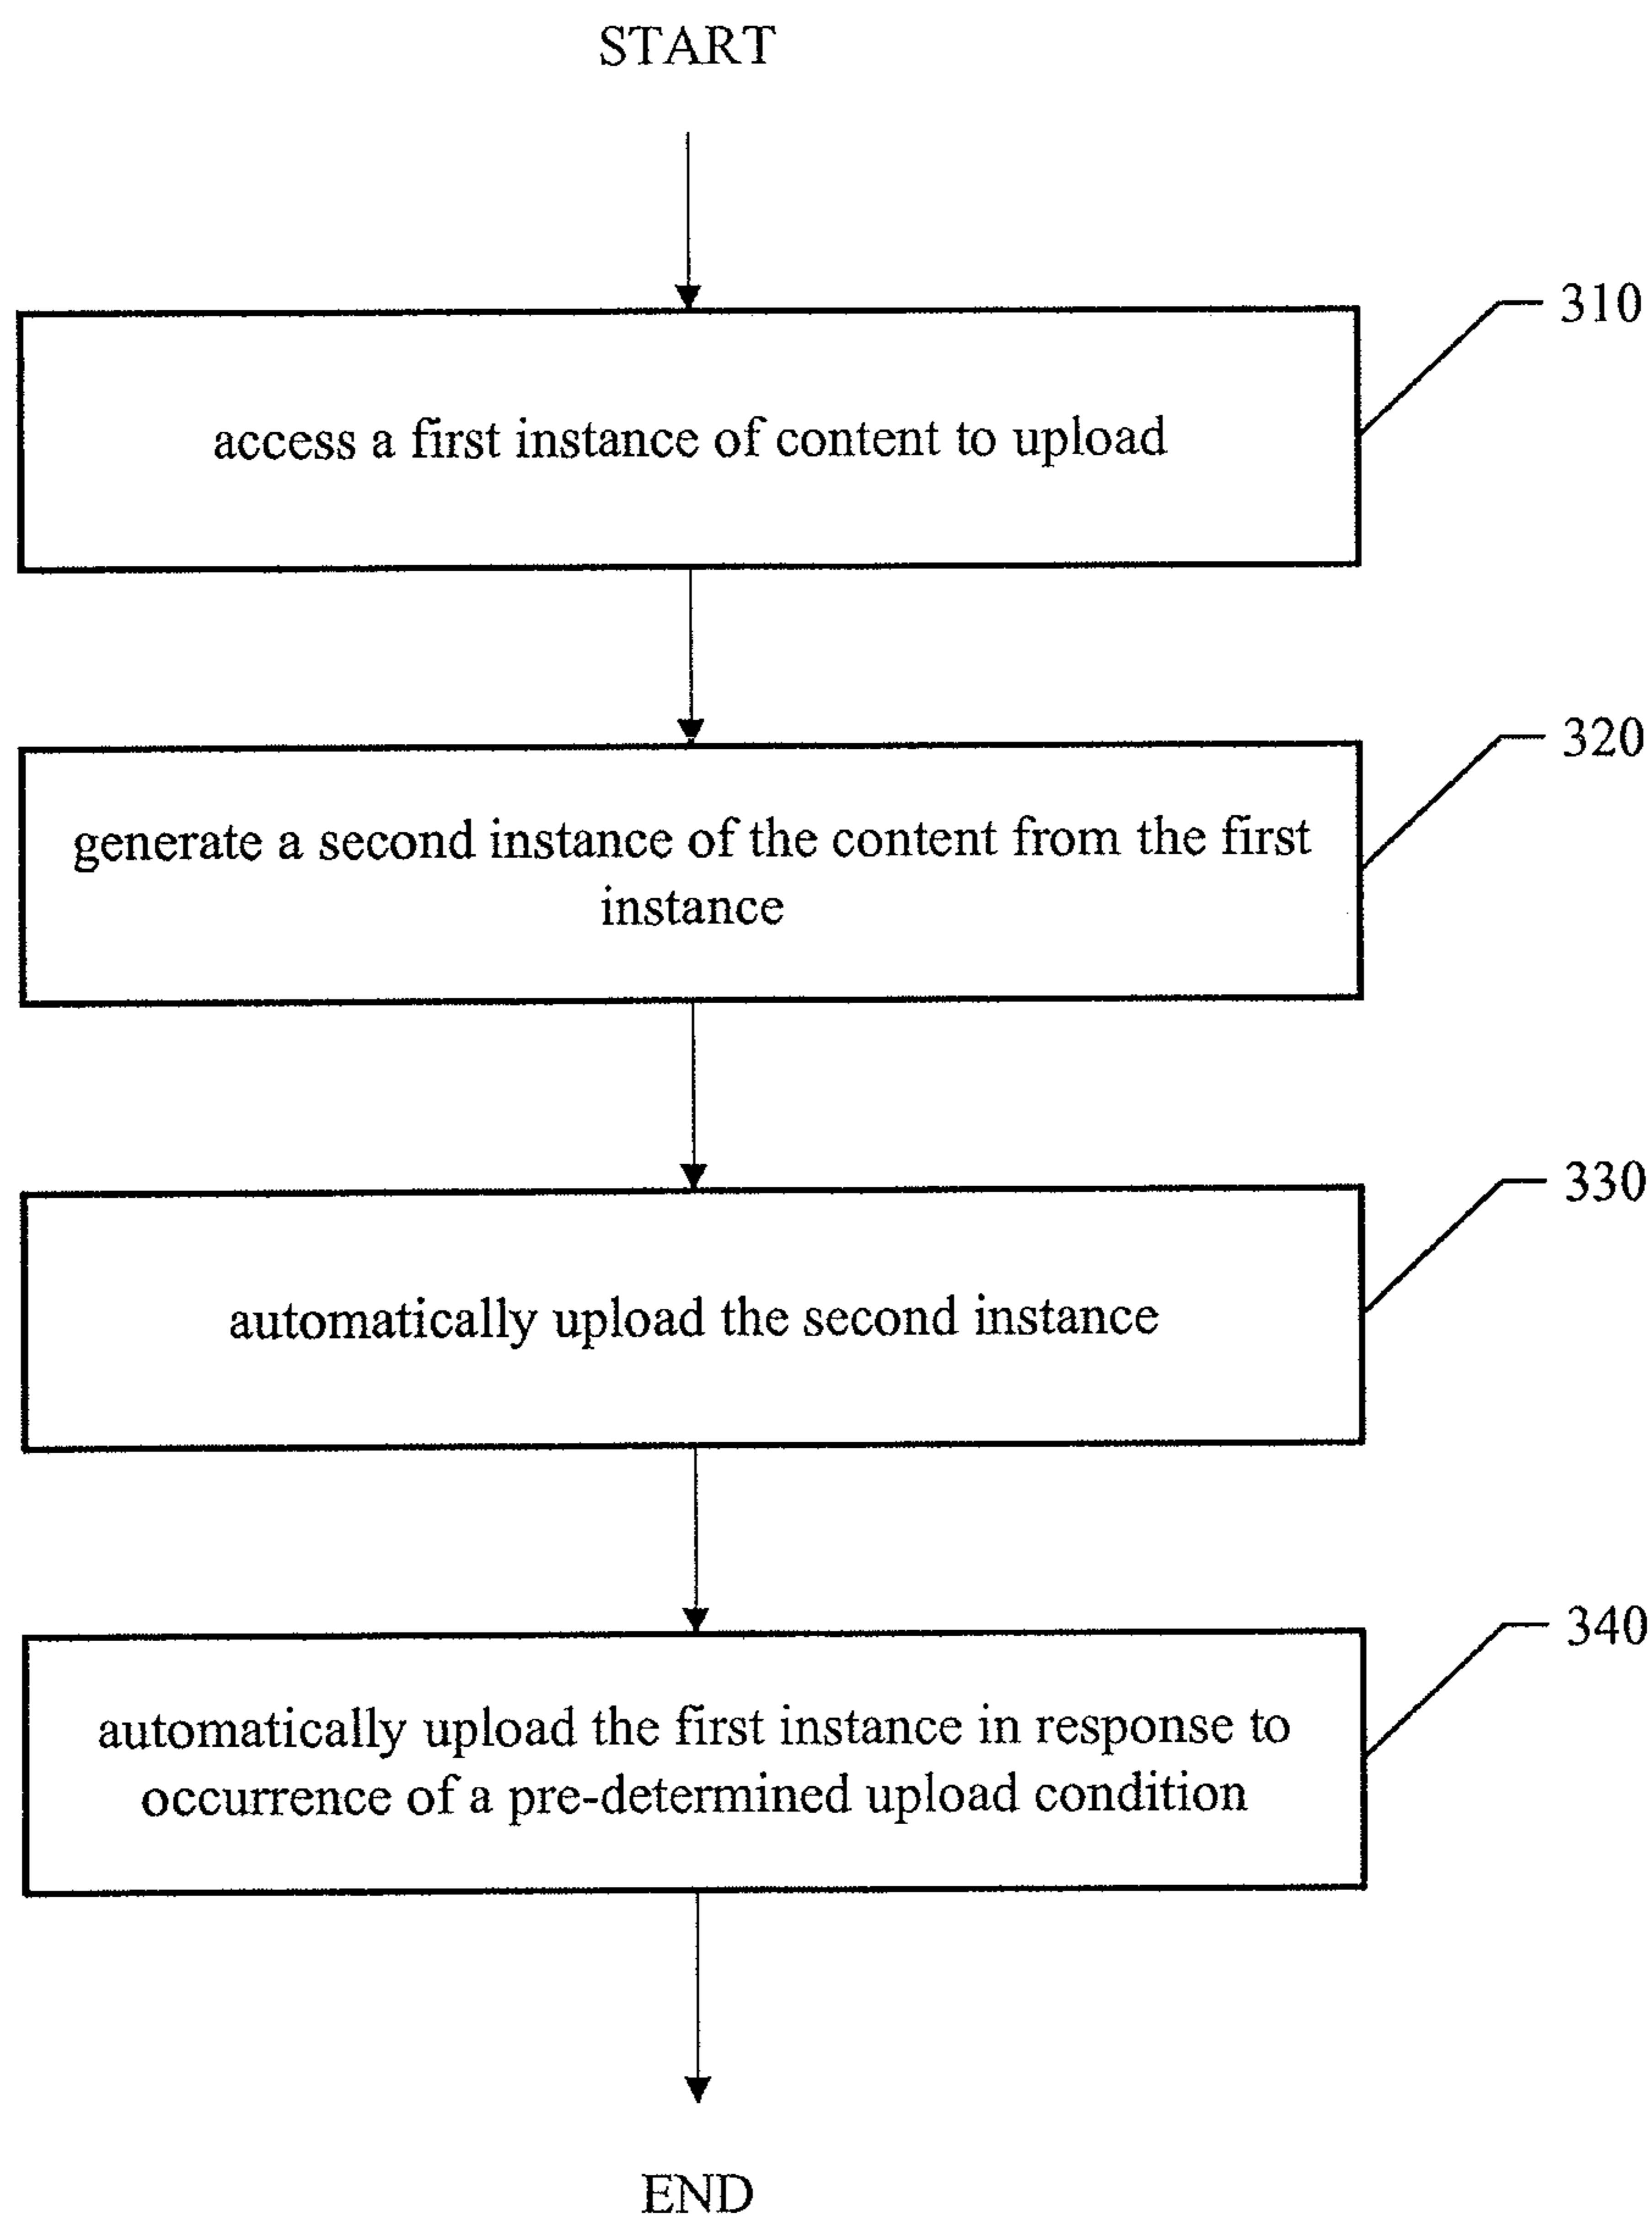 START
310
access a first instance of content to upload
320
generate a second instance of the content from the first
instance
330
automatically upload the second instance
340
automatically upload the first instance in response to
occurrence of a pre-determined upload condition
END